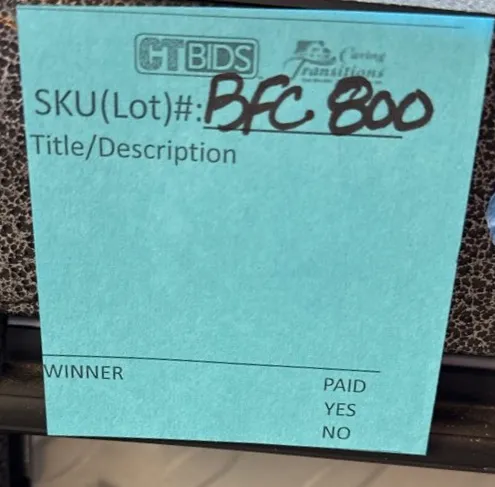 CTBIDS Caring Transitions
SKU(Lot)#: BFC 800
Title/Description
WINNER
PAID
YES
NO